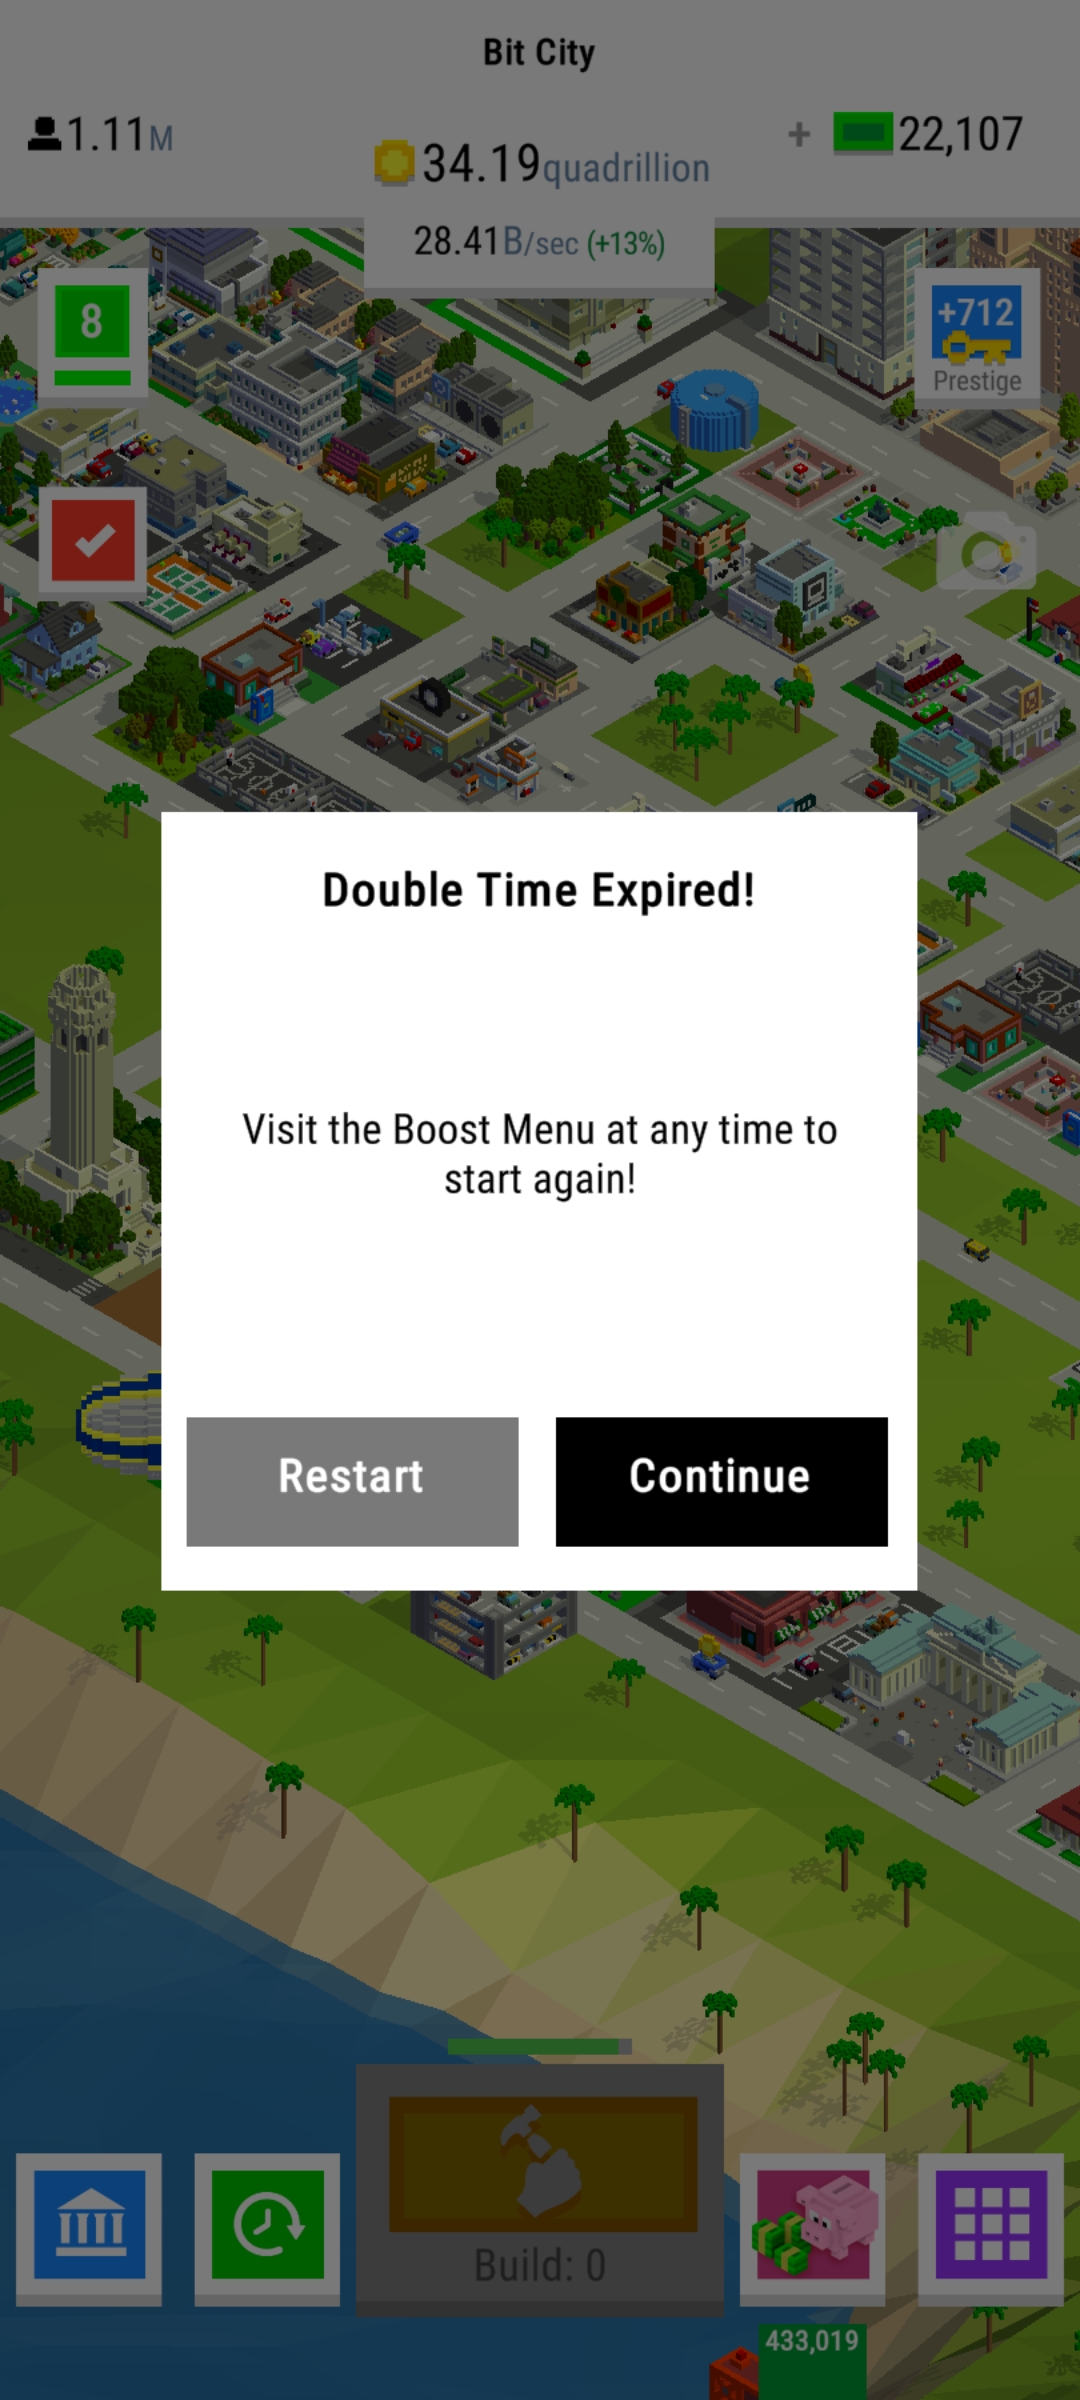 Bit City
1.11M
34.19quadrillion
+ 22,107
28.41B/sec (+13%)
8
+712
Prestige
Double Time Expired!
Visit the Boost Menu at any time to
start again!
Restart
Continue
Build: 0
433,019